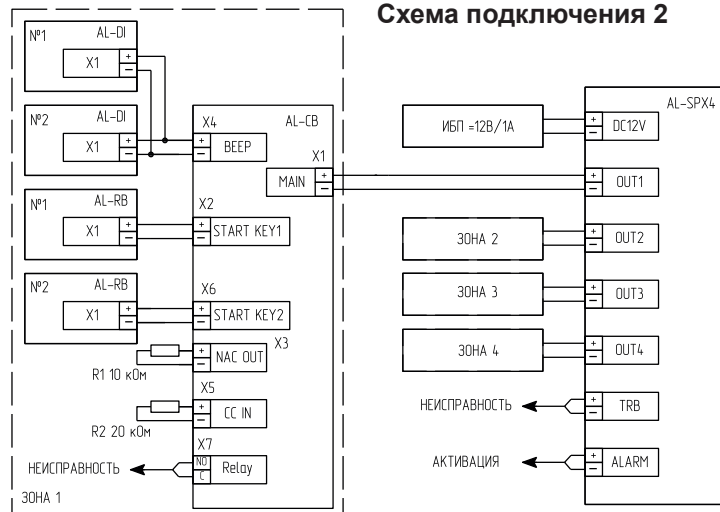 Схема подключения 2
№1
AL-DI
X1
+
−
№2
AL-DI
X1
+
−
№1
AL-RB
X1
+
−
№2
AL-RB
X1
+
−
AL-CB
X4
+
−
BEEP
X1
MAIN
+
−
X2
+
−
START KEY1
X6
+
−
START KEY2
X3
+
−
NAC OUT
R1 10 кОм
X5
+
−
CC IN
R2 20 кОм
X7
NO
C
Relay
НЕИСПРАВНОСТЬ
ЗОНА 1
AL-SPX4
ИБП =12В/1А
+
−
DC12V
+
−
OUT1
ЗОНА 2
+
−
OUT2
ЗОНА 3
+
−
OUT3
ЗОНА 4
+
−
OUT4
НЕИСПРАВНОСТЬ
+
−
TRB
АКТИВАЦИЯ
+
−
ALARM